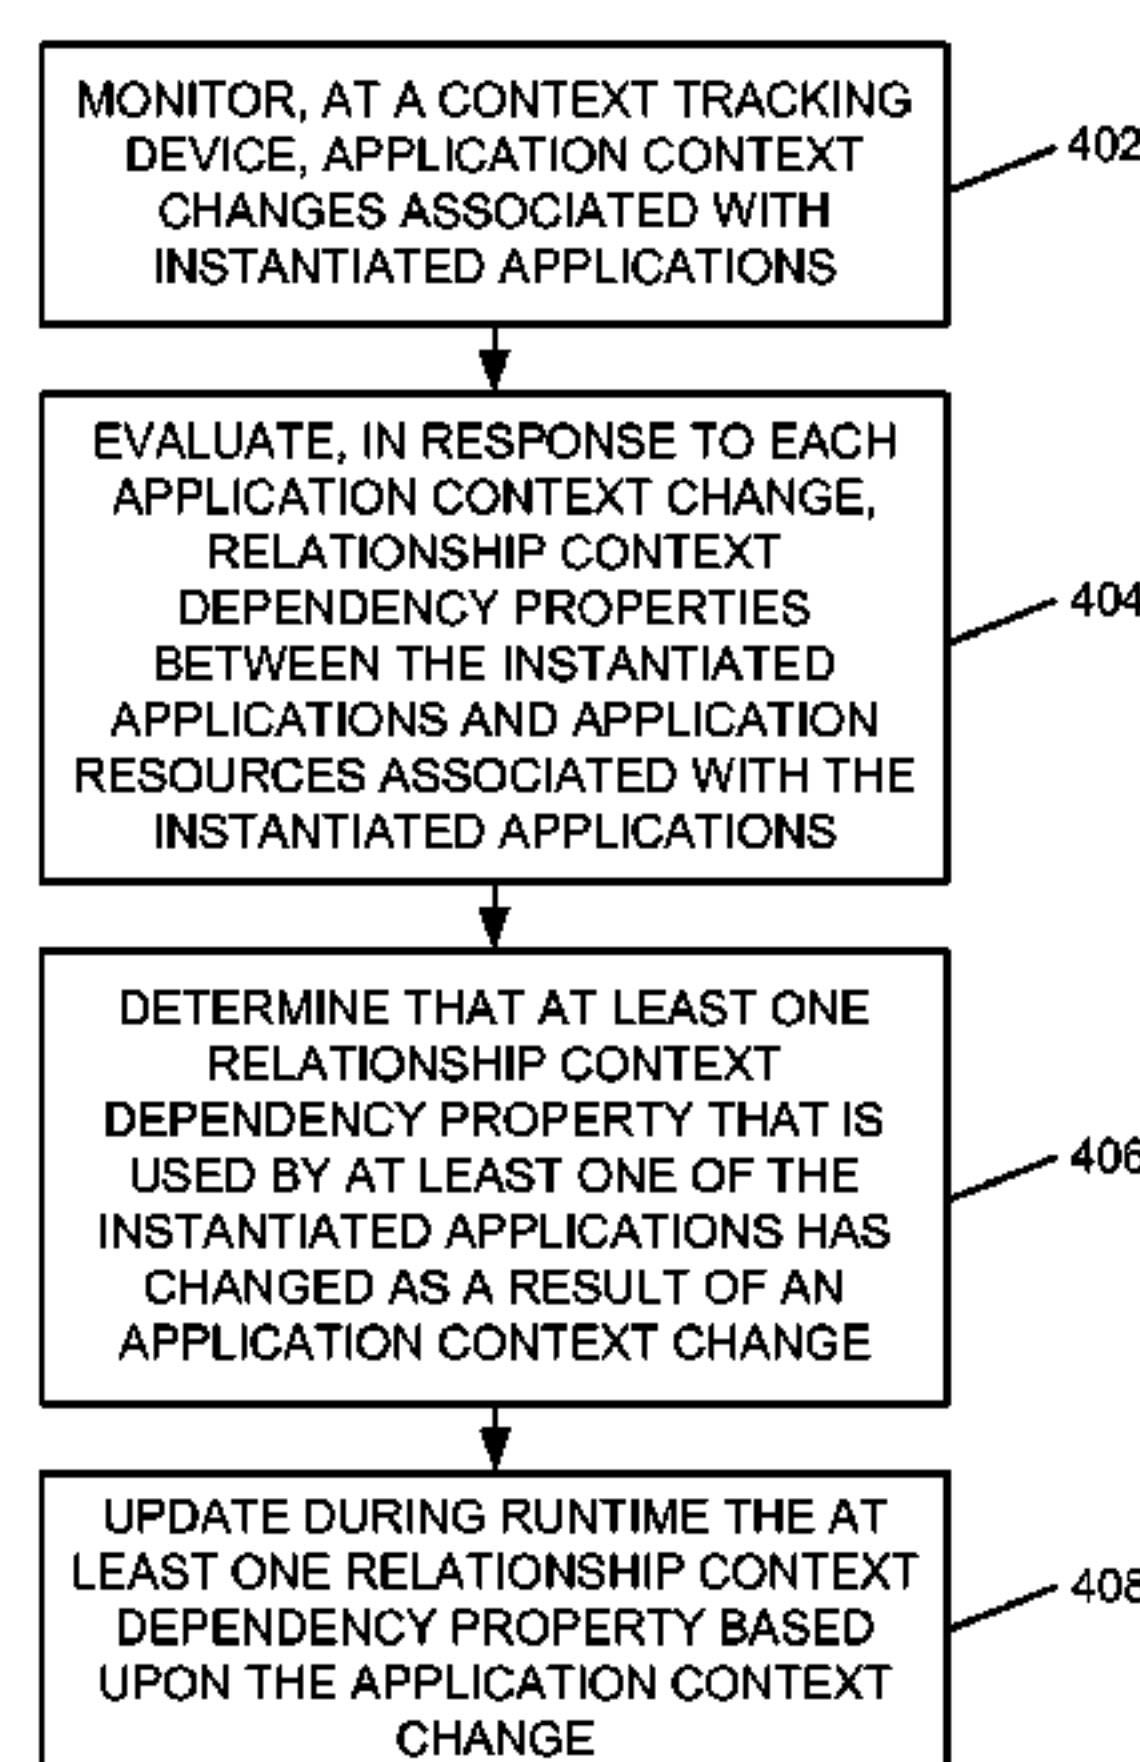 MONITOR, AT A CONTEXT TRACKING
DEVICE, APPLICATION CONTEXT
CHANGES ASSOCIATED WITH
INSTANTIATED APPLICATIONS
402
EVALUATE, IN RESPONSE TO EACH
APPLICATION CONTEXT CHANGE,
RELATIONSHIP CONTEXT
DEPENDENCY PROPERTIES
BETWEEN THE INSTANTIATED
APPLICATIONS AND APPLICATION
RESOURCES ASSOCIATED WITH THE
INSTANTIATED APPLICATIONS
404
DETERMINE THAT AT LEAST ONE
RELATIONSHIP CONTEXT
DEPENDENCY PROPERTY THAT IS
USED BY AT LEAST ONE OF THE
INSTANTIATED APPLICATIONS HAS
CHANGED AS A RESULT OF AN
APPLICATION CONTEXT CHANGE
406
UPDATE DURING RUNTIME THE AT
LEAST ONE RELATIONSHIP CONTEXT
DEPENDENCY PROPERTY BASED
UPON THE APPLICATION CONTEXT
CHANGE
408